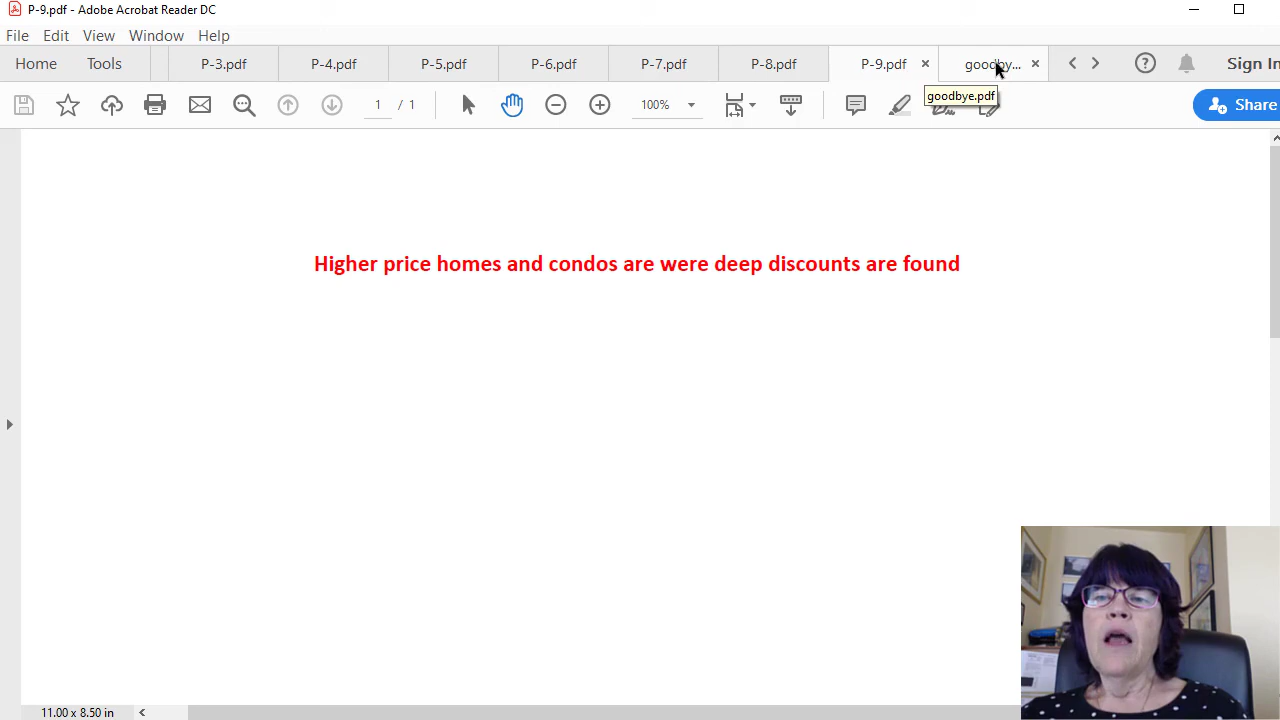 P-9.pdf - Adobe Acrobat Reader DC
File Edit View Window Help
Home Tools P-3.pdf P-4.pdf P-5.pdf P-6.pdf P-7.pdf P-8.pdf P-9.pdf × goodby... × Sign In
goodbye.pdf
1 / 1 100% Share
Higher price homes and condos are were deep discounts are found
11.00 x 8.50 in